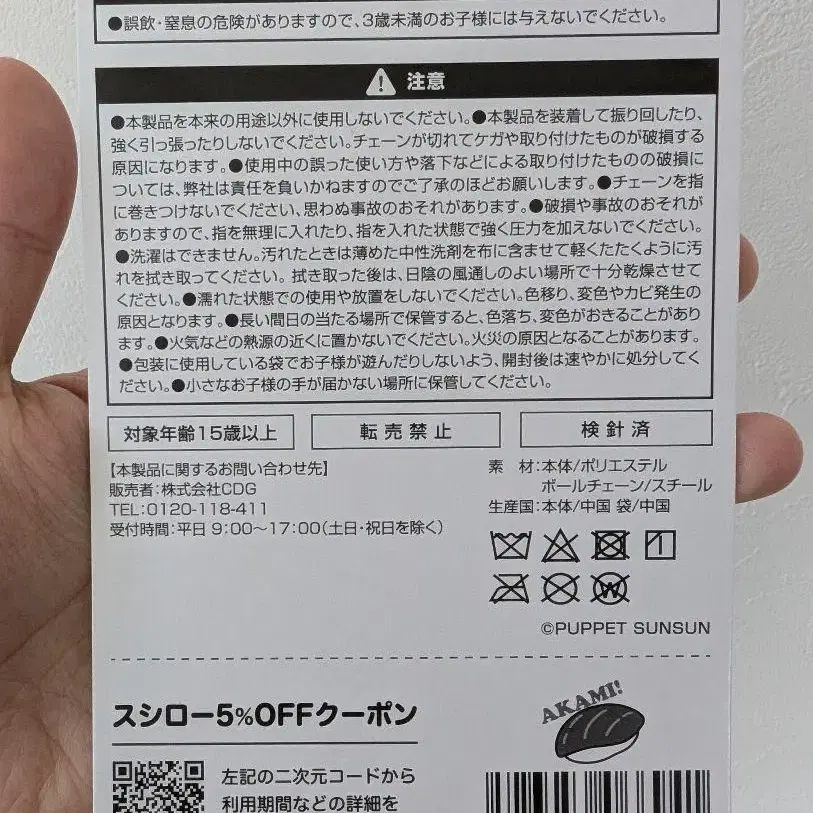 ●誤飲・窒息の危険がありますので、3歳未満のお子様には与えないでください。
注意
●本製品を本来の用途以外に使用しないでください。●本製品を装着して振り回したり、
強く引っ張ったりしないでください。チェーンが切れてケガや取り付けたものが破損する
原因になります。●使用中の誤った使い方や落下などによる取り付けたものの破損に
ついては、弊社は責任を負いかねますのでご了承のほどお願いします。●チェーンを指
に巻きつけないでください、思わぬ事故のおそれがあります。●破損や事故のおそれが
ありますので、指を無理に入れたり、指を入れた状態で強く圧力を加えないでください。
●洗濯はできません。汚れたときは薄めた中性洗剤を布に含ませて軽くたたくように汚
れを拭き取ってください。 拭き取った後は、日陰の風通しのよい場所で十分乾燥させて
ください。●濡れた状態での使用や放置をしないでください。色移り、変色やカビ発生の
原因となります。●長い間日の当たる場所で保管すると、色落ち、変色がおきることがあり
ます。●火気などの熱源の近くに置かないでください。火災の原因となることがあります。
●包装に使用している袋でお子様が遊んだりしないよう、開封後は速やかに処分してく
ださい。●小さなお子様の手が届かない場所に保管してください。
対象年齢15歳以上
転売禁止
検針済
【本製品に関するお問い合わせ先】
販売者:株式会社CDG
TEL:0120-118-411
受付時間:平日 9:00〜17:00(土日・祝日を除く)
素 材:本体/ポリエステル
ボールチェーン/スチール
生産国:本体/中国 袋/中国
W
©PUPPET SUNSUN
スシロー5%OFFクーポン
AKAMI!
左記の二次元コードから
利用期間などの詳細を